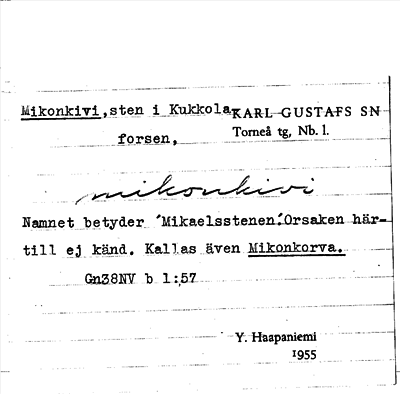 Mikonkivi,sten i Kukkola KARL GUSTAFS SN
forsen, Torneå tg, Nb. l.
mikonkivi
Namnet betyder ´Mikaelsstenen´.Orsaken här-
till ej känd. Kallas även Mikonkorva.
Gn38NV b 1:57
Y. Haapaniemi
1955